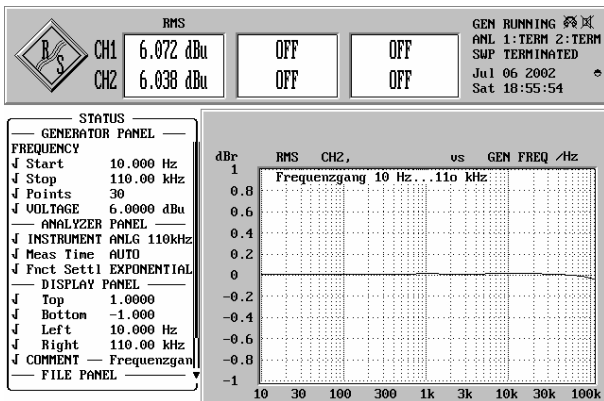 RMS
R S
CH1 6.072 dBu OFF OFF
CH2 6.038 dBu OFF OFF
GEN RUNNING
ANL 1:TERM 2:TERM
SWP TERMINATED
Jul 06 2002
Sat 18:55:54
STATUS
GENERATOR PANEL
FREQUENCY
Start 10.000 Hz
Stop 110.00 kHz
Points 30
VOLTAGE 6.0000 dBu
ANALYZER PANEL
INSTRUMENT ANLG 110kHz
Meas Time AUTO
Fnct Settl EXPONENTIAL
DISPLAY PANEL
Top 1.0000
Bottom -1.000
Left 10.000 Hz
Right 110.00 kHz
COMMENT — Frequenzgan
FILE PANEL
dBr RMS CH2, vs GEN FREQ /Hz
Frequenzgang 10 Hz...11o kHz
1
0.8
0.6
0.4
0.2
0
-0.2
-0.4
-0.6
-0.8
-1
10 30 100 300 1k 3k 10k 30k 100k